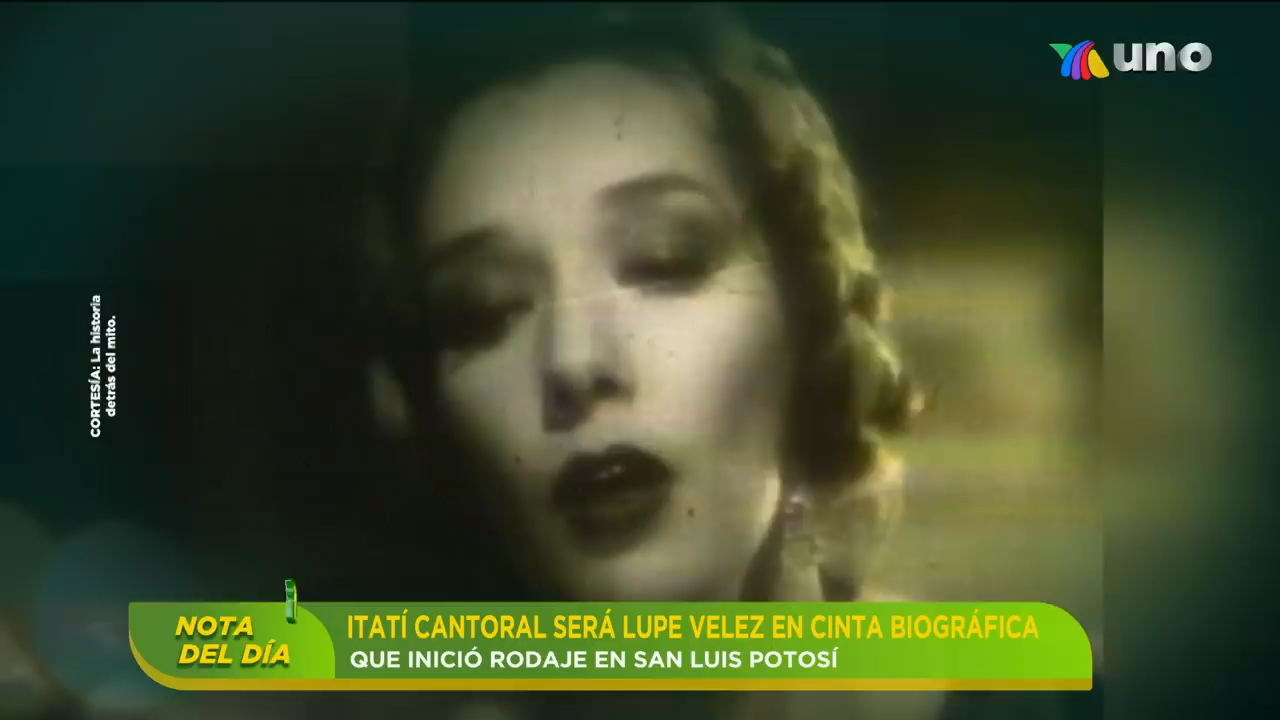 uno
CORTESÍA: La historia
detrás del mito.
NOTA
DEL DÍA
ITATÍ CANTORAL SERÁ LUPE VELEZ EN CINTA BIOGRÁFICA
QUE INICIÓ RODAJE EN SAN LUIS POTOSÍ